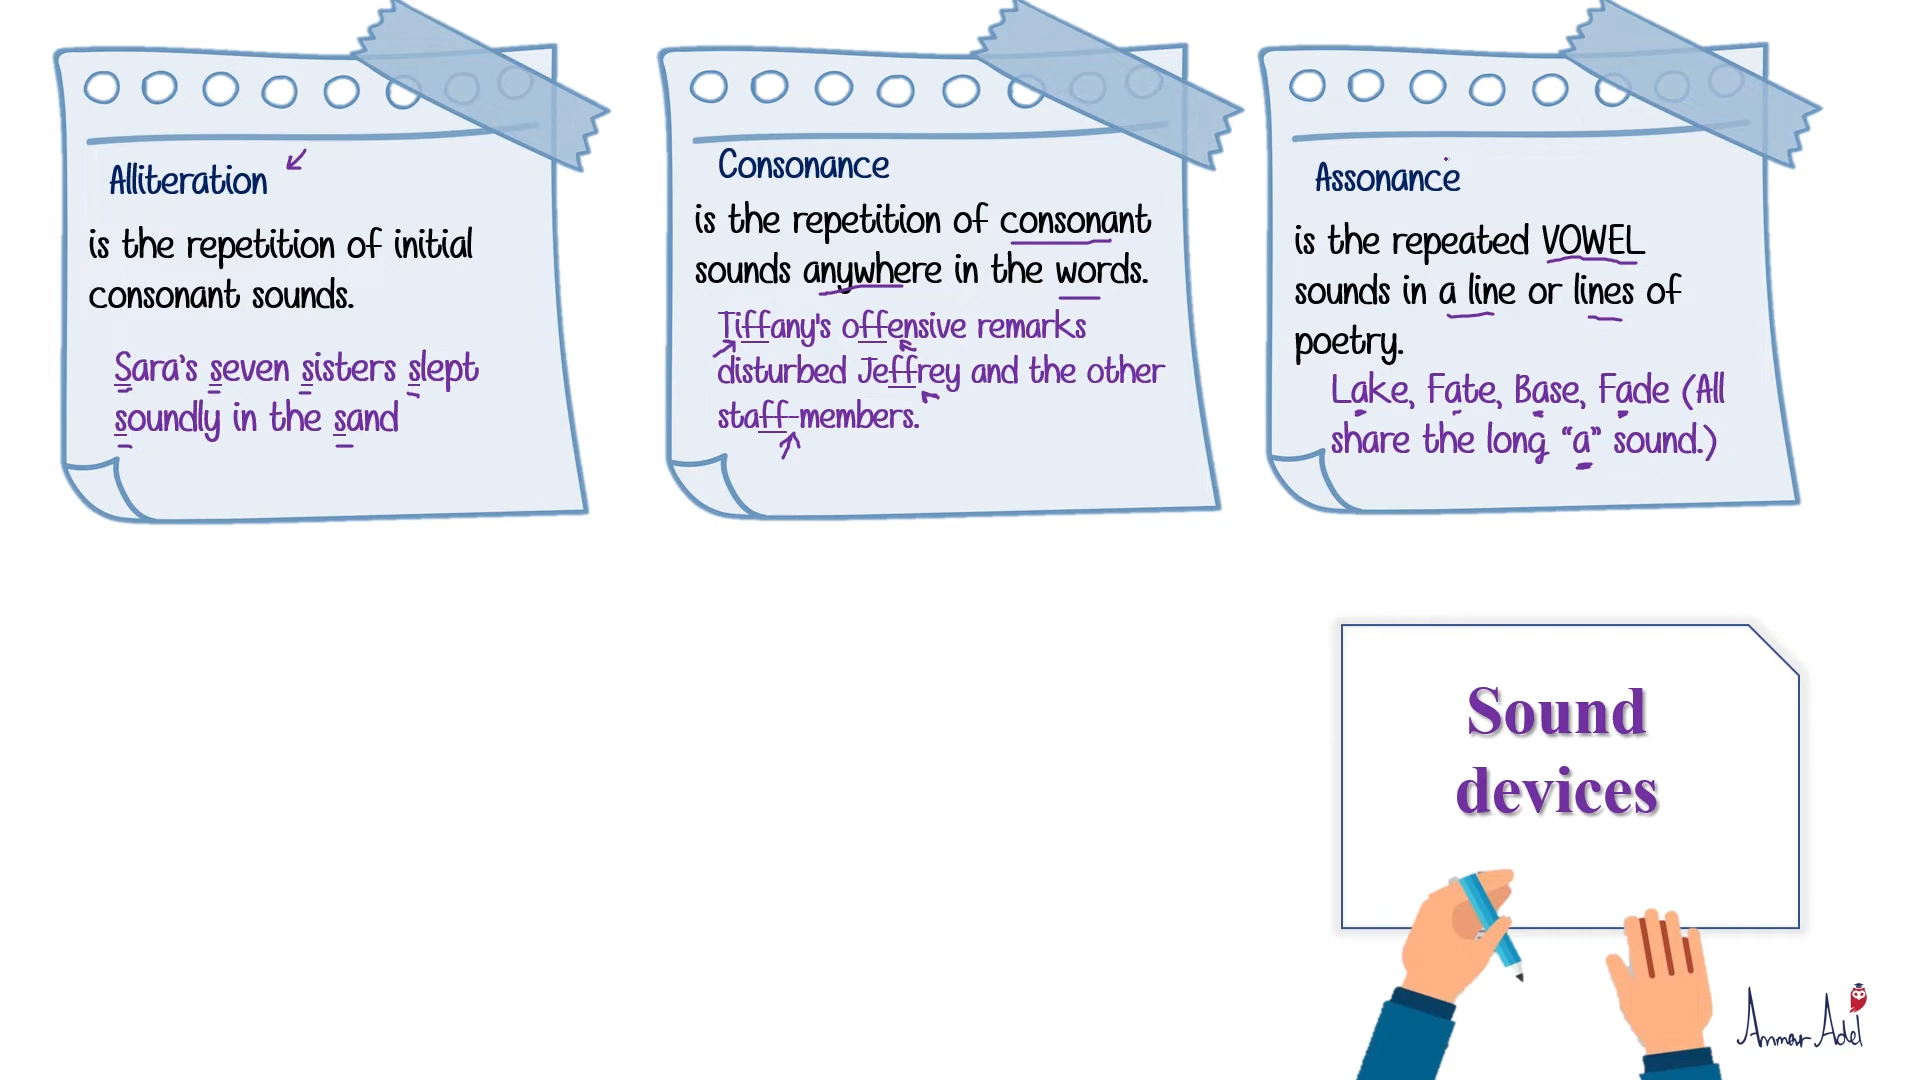 Alliteration
is the repetition of initial
consonant sounds.
Sara's seven sisters slept
soundly in the sand
Consonance
is the repetition of consonant
sounds anywhere in the words.
Tiffany's offensive remarks
disturbed Jeffrey and the other
staff-members.
Assonance
is the repeated VOWEL
sounds in a line or lines of
poetry.
Lake, Fate, Base, Fade (All
share the long “a” sound.)
Sound
devices
Ammar Adel